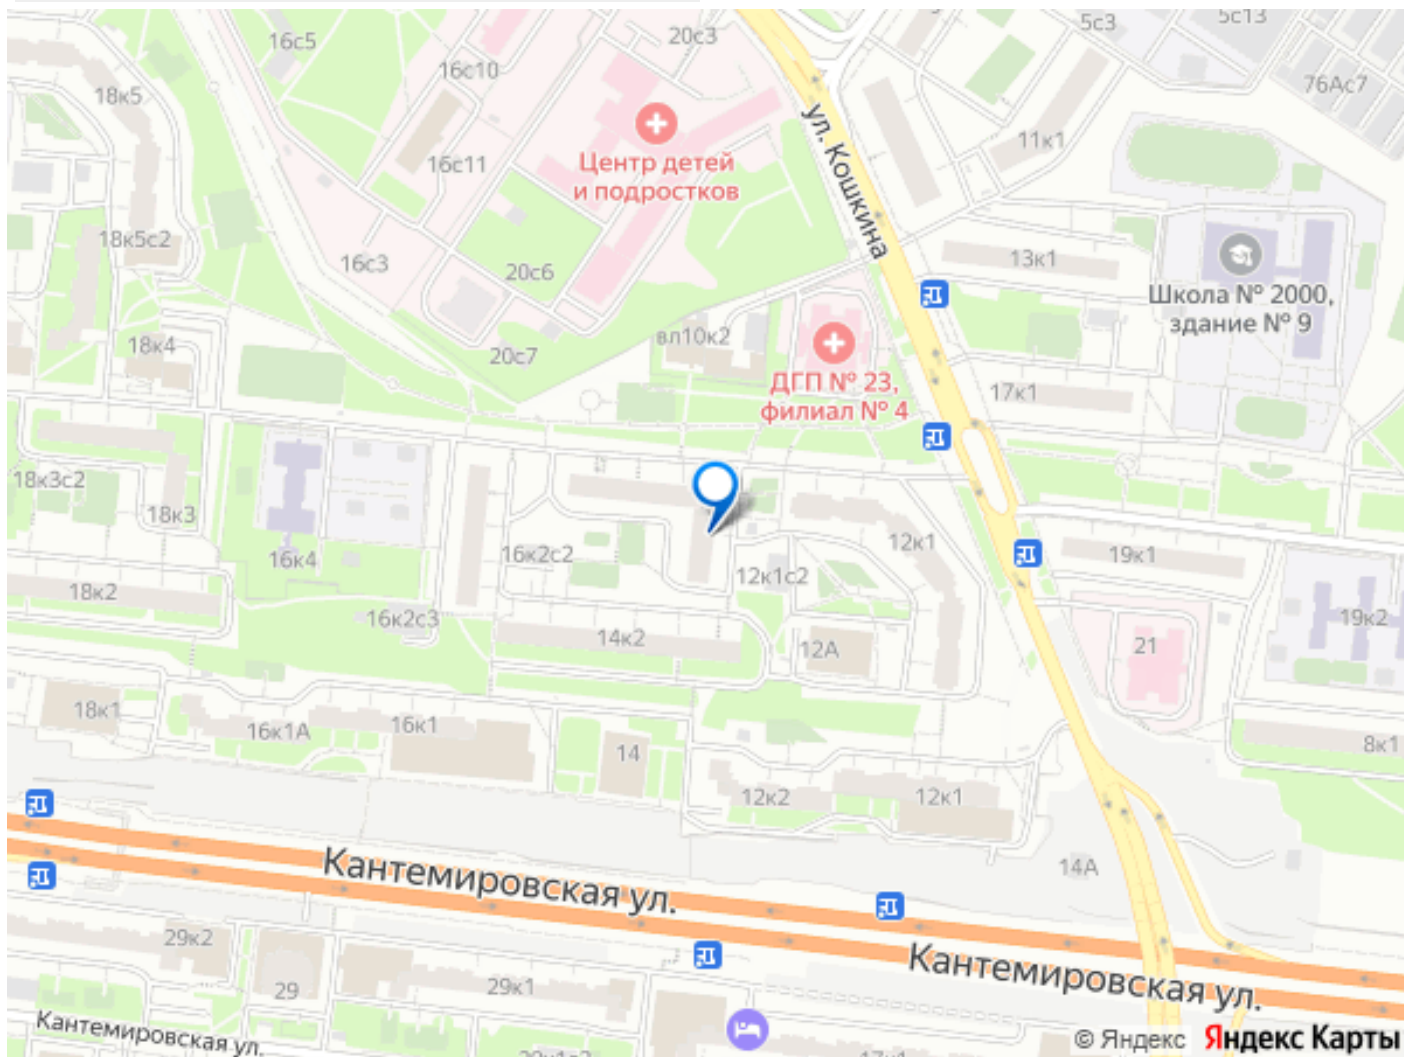 5с3
5с13
20с3
16с5
16с10
76Ас7
18к5
ул. Кошкина
11к1
16с11
Центр детей
и подростков
18к5с2
16с3
20с6
13к1
Школа № 2000,
здание № 9
18к4
20с7
вл10к2
ДГП № 23,
филиал № 4
17к1
18к3с2
18к3
16к4
16к2с2
12к1
19к1
12к1с2
18к2
16к2с3
14к2
12А
21
19к2
18к1
16к1А
16к1
14
8к1
12к2
12к1
14А
Кантемировская ул.
29к2
Кантемировская ул.
29
29к1
Кантемировская ул.
17к1
© Яндекс Яндекс Карты